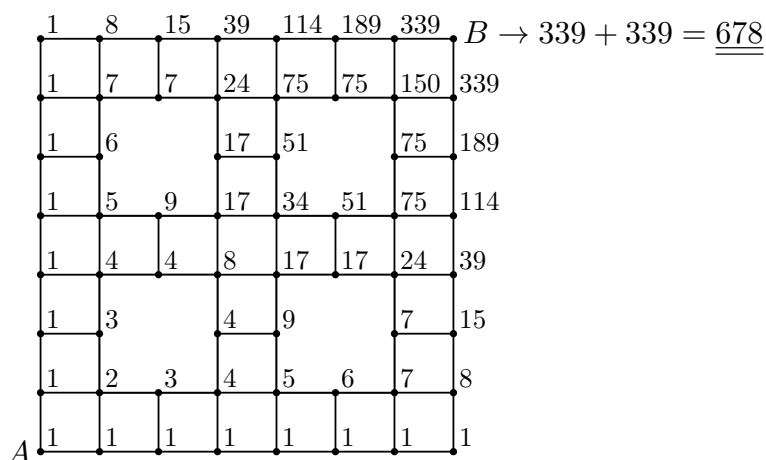 1 8 15 39 114 189 339 B → 339 + 339 = 678
1 7 7 24 75 75 150 339
1 6 17 51 75 189
1 5 9 17 34 51 75 114
1 4 4 8 17 17 24 39
1 3 4 9 7 15
1 2 3 4 5 6 7 8
A 1 1 1 1 1 1 1 1